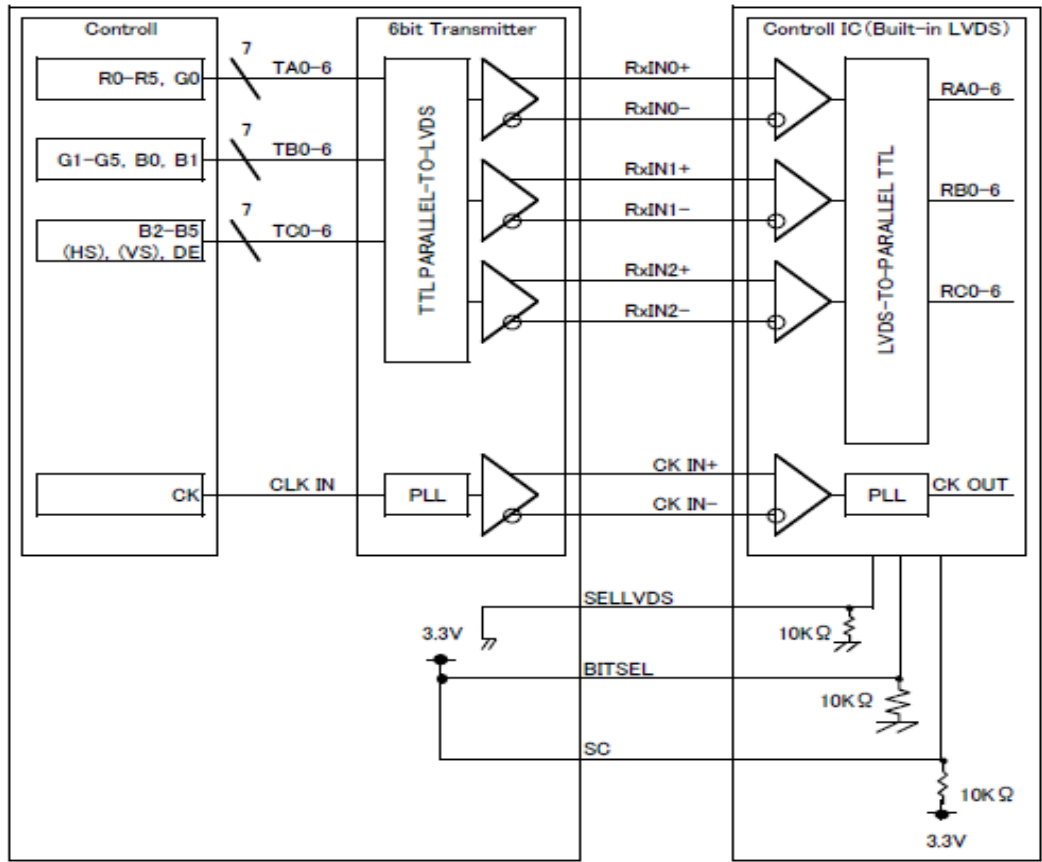 Controll
6bit Transmitter
Controll IC(Built-in LVDS)
R0-R5, G0
7
TA0-6
RxIN0+
RxIN0-
RA0-6
G1-G5, B0, B1
7
TB0-6
RxIN1+
RxIN1-
RB0-6
B2-B5
(HS), (VS), DE
7
TC0-6
RxIN2+
RxIN2-
RC0-6
TTL PARALLEL-TO-LVDS
LVDS-TO-PARALLEL TTL
CK
CLK IN
PLL
CK IN+
CK IN-
PLL
CK OUT
SELLVDS
10KΩ
3.3V
BITSEL
10KΩ
SC
10KΩ
3.3V